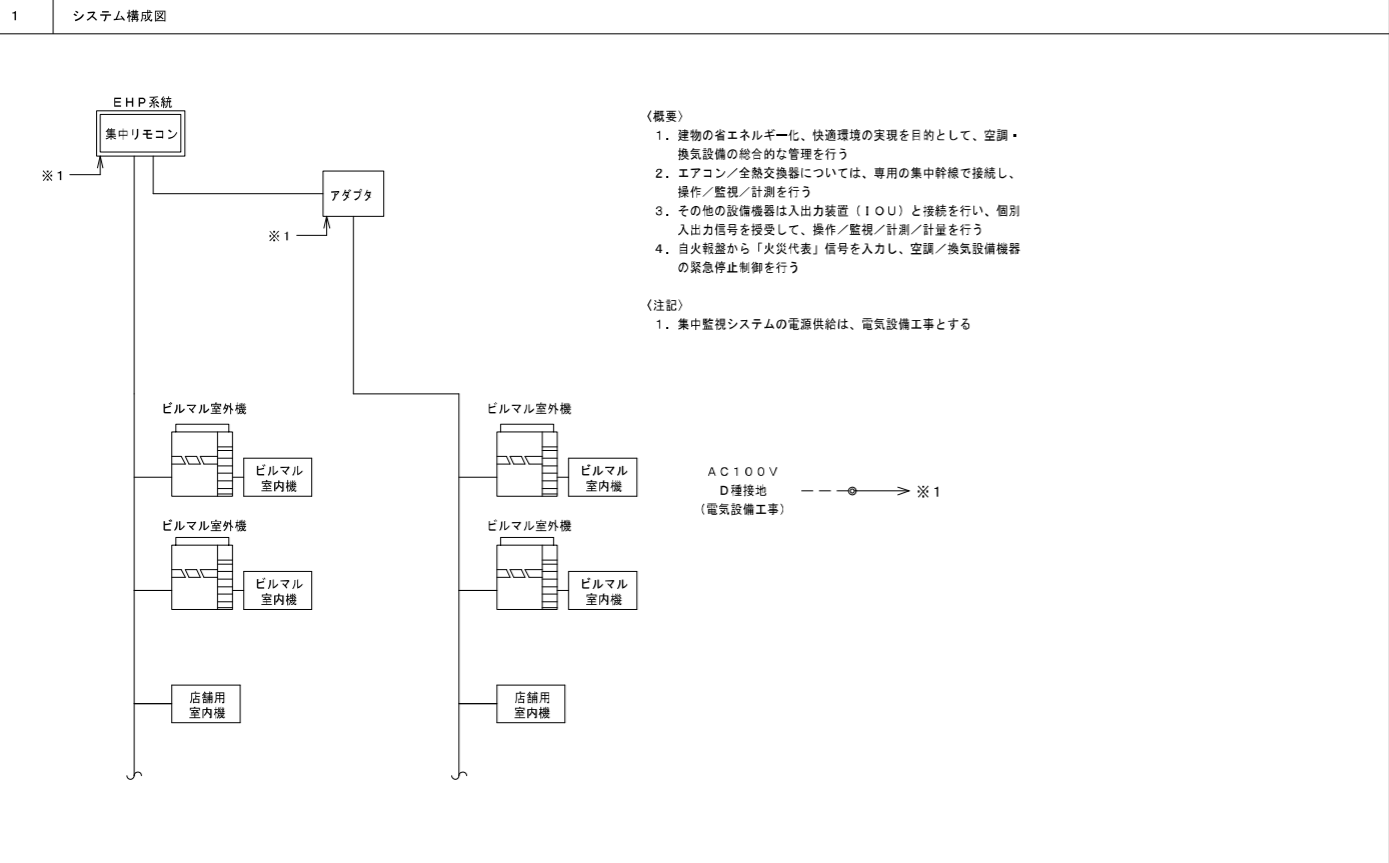 1 システム構成図
ＥＨＰ系統
集中リモコン
※１
アダプタ
※１
〈概要〉
１．建物の省エネルギー化、快適環境の実現を目的として、空調・
換気設備の総合的な管理を行う
２．エアコン／全熱交換器については、専用の集中幹線で接続し、
操作／監視／計測を行う
３．その他の設備機器は入出力装置（ＩＯＵ）と接続を行い、個別
入出力信号を授受して、操作／監視／計測／計量を行う
４．自火報盤から「火災代表」信号を入力し、空調／換気設備機器
の緊急停止制御を行う
〈注記〉
１．集中監視システムの電源供給は、電気設備工事とする
ビルマル室外機
ビルマル
室内機
ビルマル室外機
ビルマル
室内機
店舗用
室内機
ビルマル室外機
ビルマル
室内機
ビルマル室外機
ビルマル
室内機
店舗用
室内機
ＡＣ１００Ｖ
Ｄ種接地
（電気設備工事）
※１